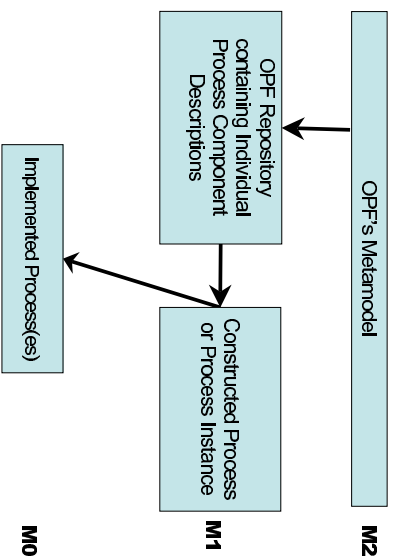 OPF's Metamodel
M2
OPF Repository
containing Individual
Process Component
Descriptions
Constructed Process
or Process Instance
M1
Implemented Process(es)
M0